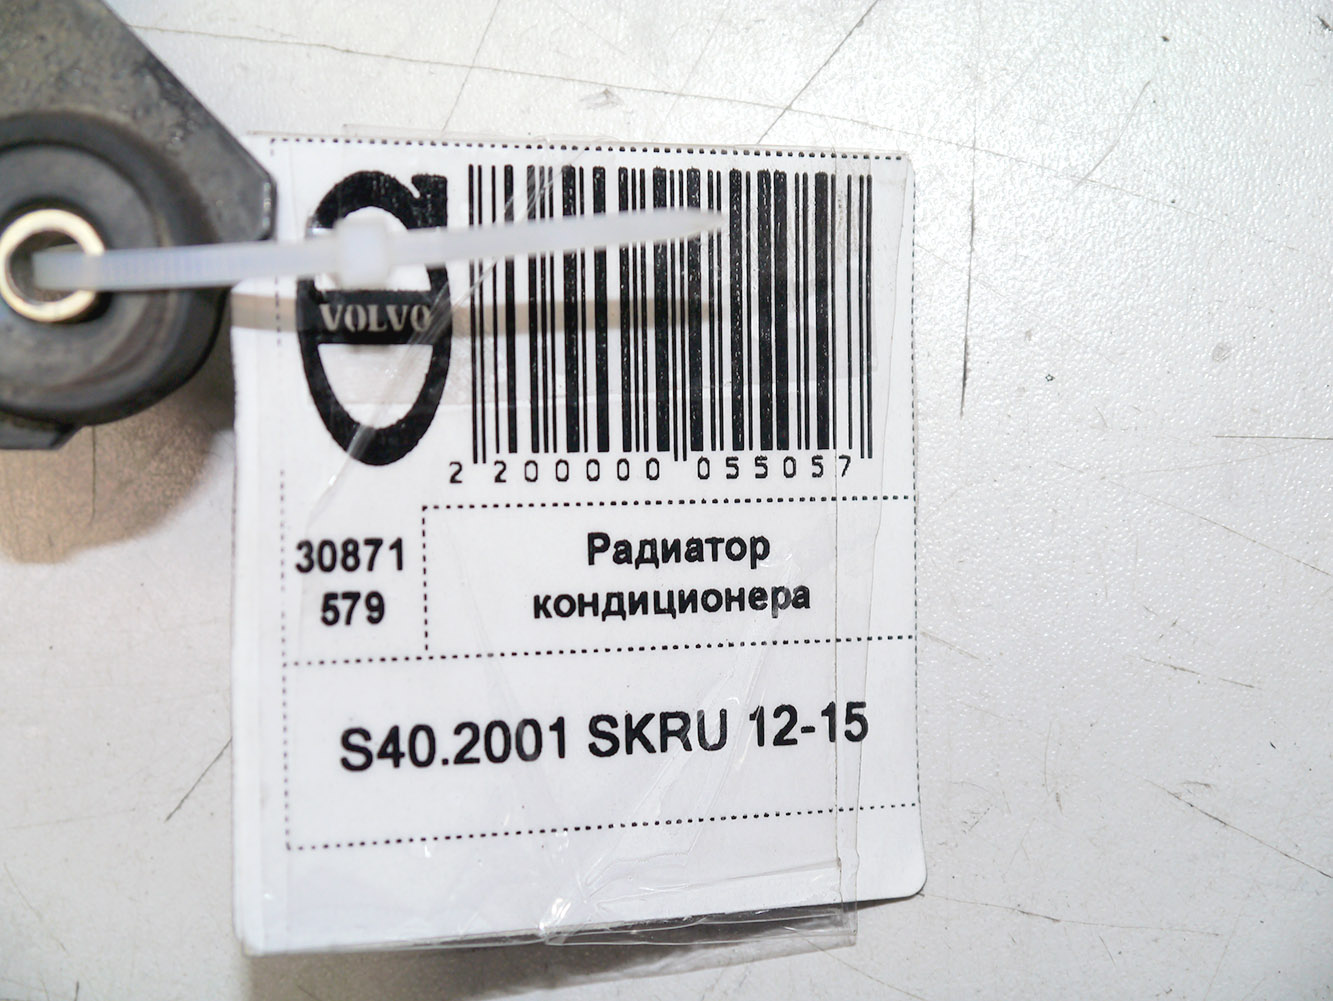 VOLVO
2 200000 055057
30871
579
Радиатор
кондиционера
S40.2001 SKRU 12-15